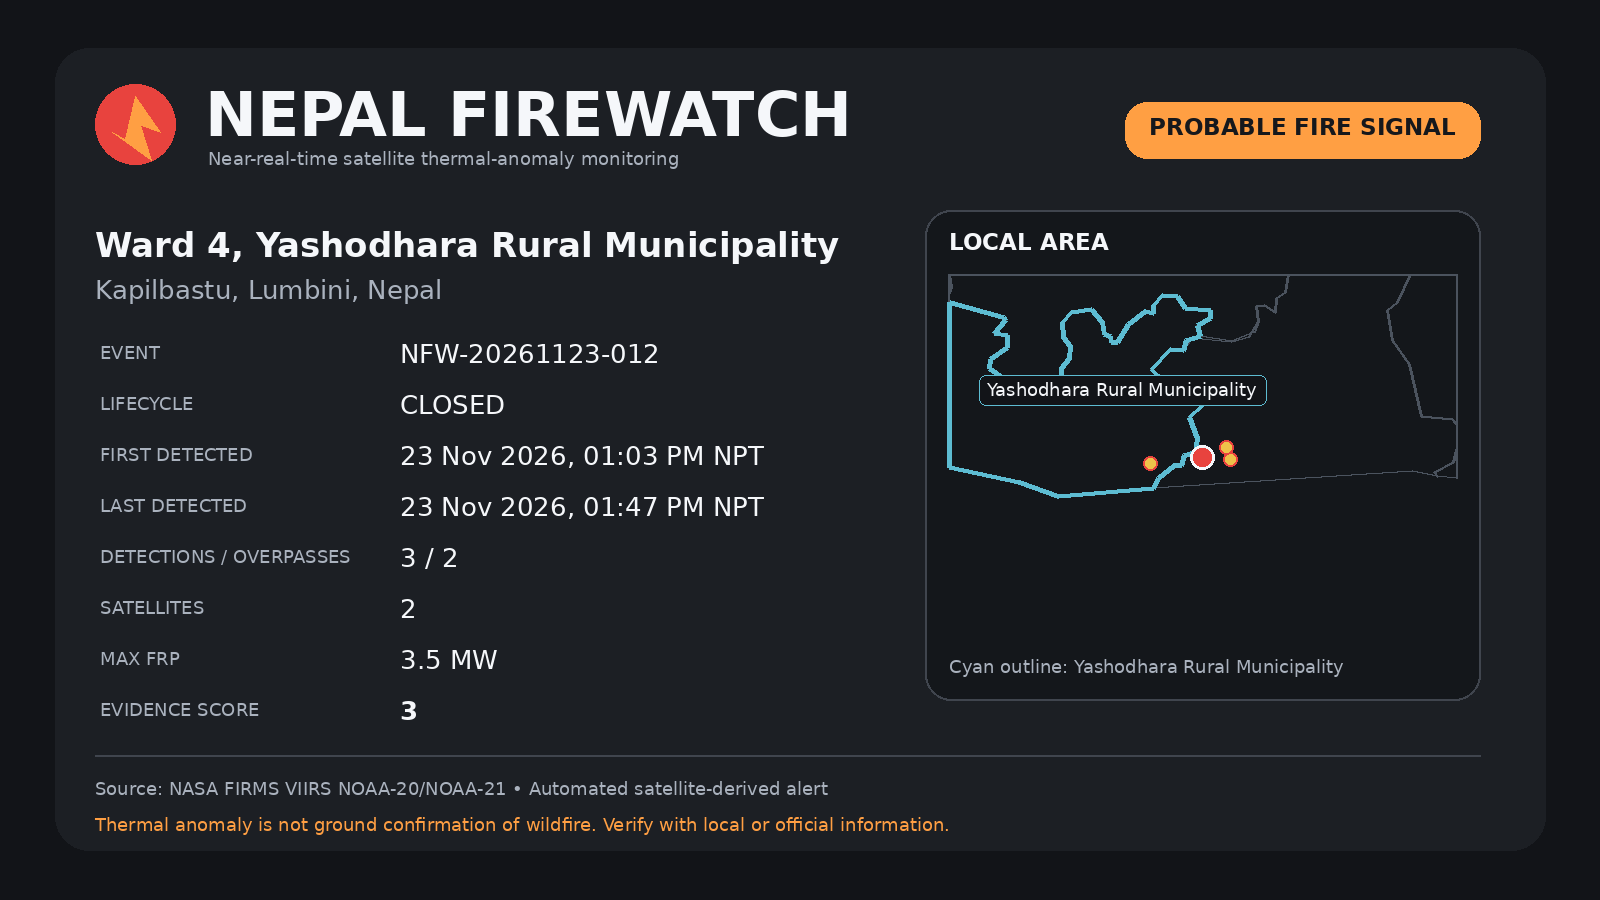 NEPAL FIREWATCH
Near-real-time satellite thermal-anomaly monitoring
PROBABLE FIRE SIGNAL
Ward 4, Yashodhara Rural Municipality
Kapilbastu, Lumbini, Nepal
EVENT NFW-20261123-012
LIFECYCLE CLOSED
FIRST DETECTED 23 Nov 2026, 01:03 PM NPT
LAST DETECTED 23 Nov 2026, 01:47 PM NPT
DETECTIONS / OVERPASSES 3 / 2
SATELLITES 2
MAX FRP 3.5 MW
EVIDENCE SCORE 3
LOCAL AREA
Yashodhara Rural Municipality
Cyan outline: Yashodhara Rural Municipality
Source: NASA FIRMS VIIRS NOAA-20/NOAA-21 • Automated satellite-derived alert
Thermal anomaly is not ground confirmation of wildfire. Verify with local or official information.